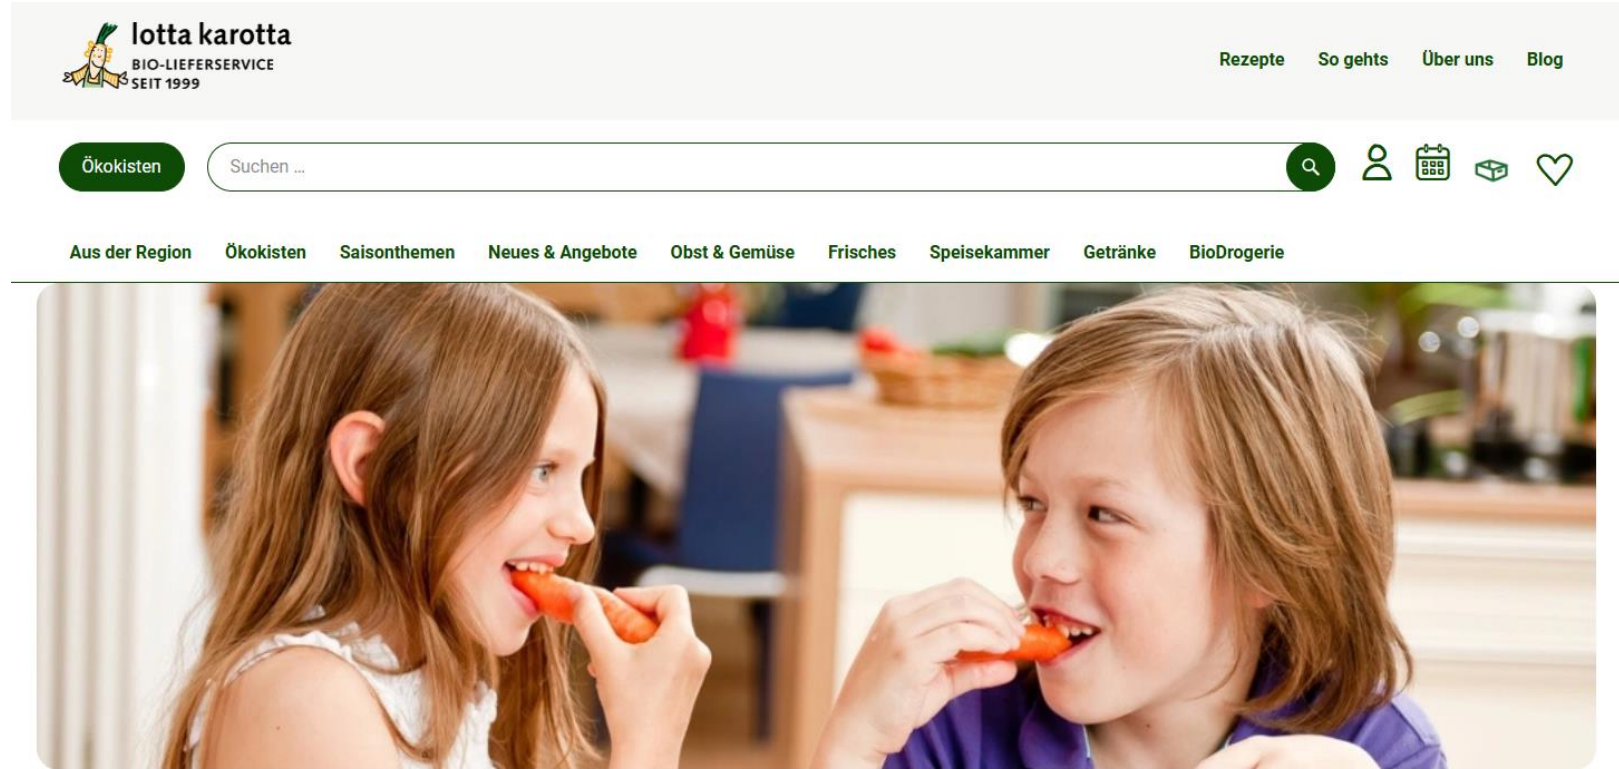 lotta karotta
BIO-LIEFERSERVICE
SEIT 1999
Rezepte So gehts Über uns Blog
Ökokisten Suchen ...
Aus der Region Ökokisten Saisonthemen Neues & Angebote Obst & Gemüse Frisches Speisekammer Getränke BioDrogerie